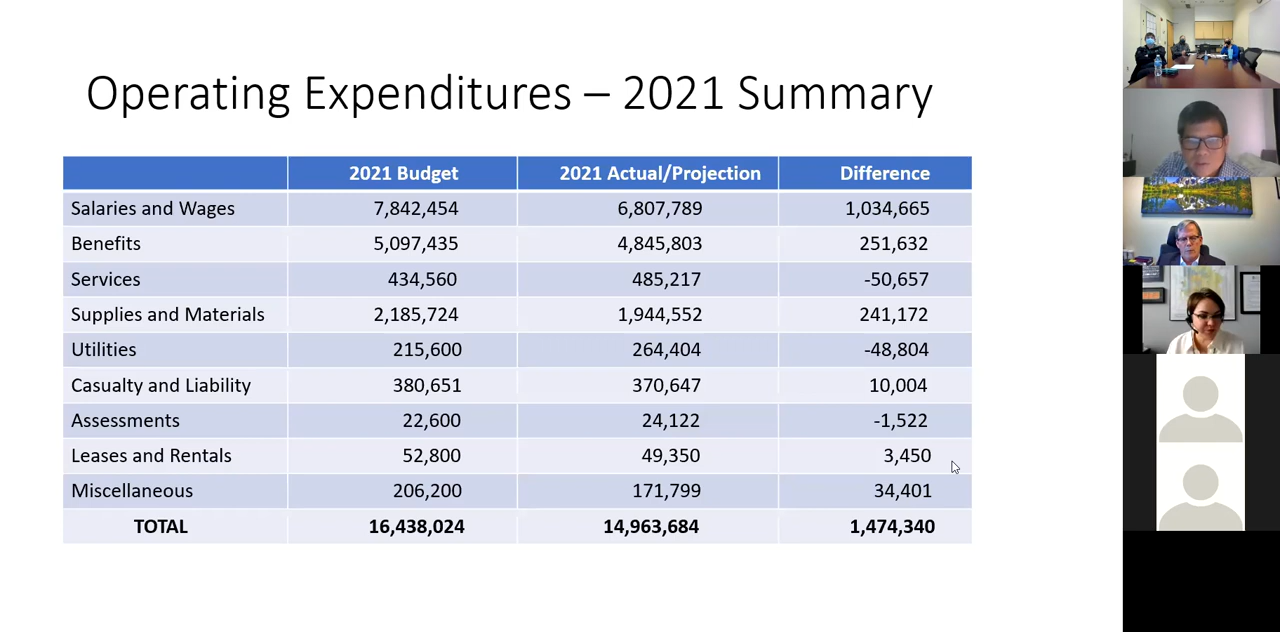 Operating Expenditures – 2021 Summary
2021 Budget 2021 Actual/Projection Difference
Salaries and Wages 7,842,454 6,807,789 1,034,665
Benefits 5,097,435 4,845,803 251,632
Services 434,560 485,217 -50,657
Supplies and Materials 2,185,724 1,944,552 241,172
Utilities 215,600 264,404 -48,804
Casualty and Liability 380,651 370,647 10,004
Assessments 22,600 24,122 -1,522
Leases and Rentals 52,800 49,350 3,450
Miscellaneous 206,200 171,799 34,401
TOTAL 16,438,024 14,963,684 1,474,340